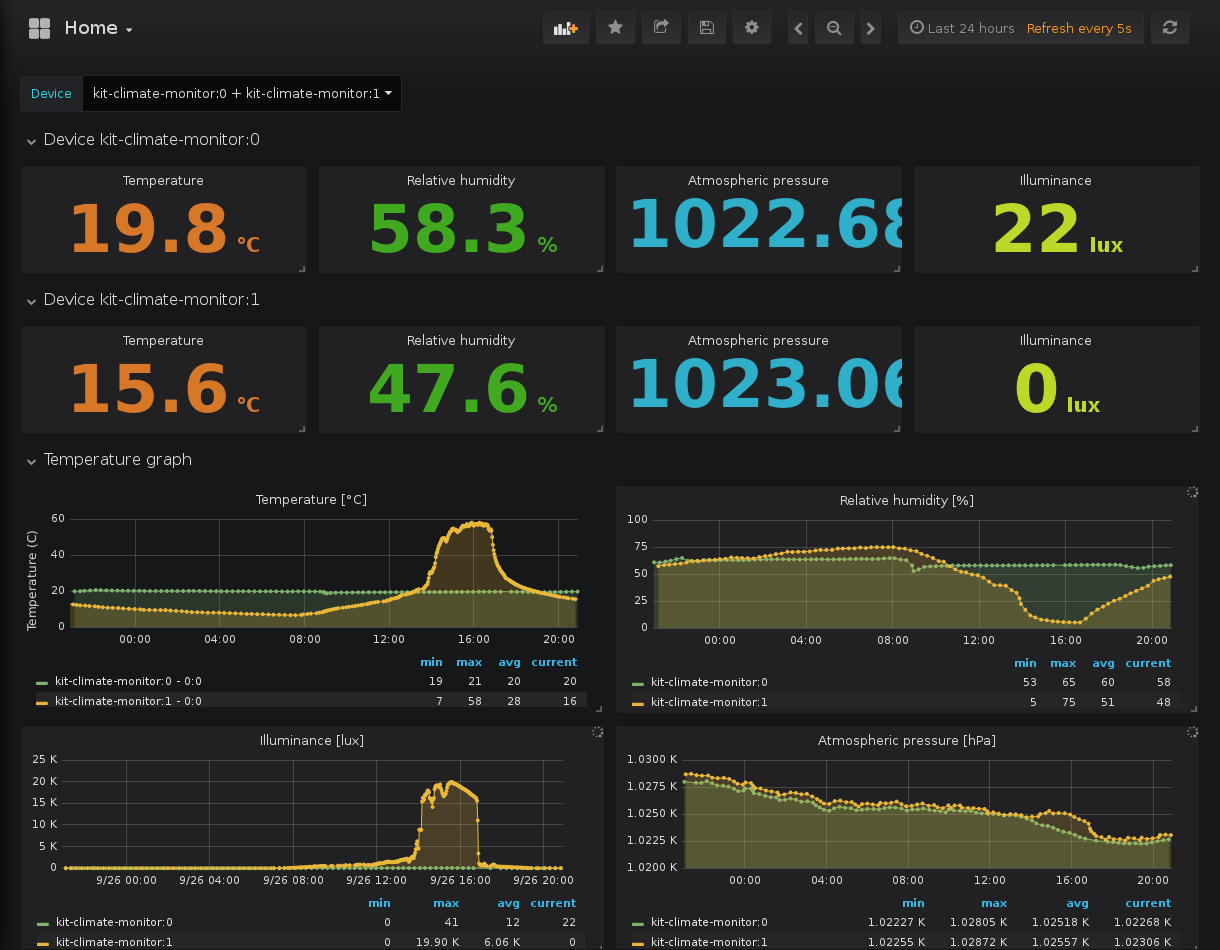 Home
Last 24 hours Refresh every 5s
Device kit-climate-monitor:0 + kit-climate-monitor:1
Device kit-climate-monitor:0
Temperature Relative humidity Atmospheric pressure Illuminance
19.8 °C 58.3 % 1022.68 22 lux
Device kit-climate-monitor:1
Temperature Relative humidity Atmospheric pressure Illuminance
15.6 °C 47.6 % 1023.06 0 lux
Temperature graph
Temperature [°C]
Temperature (C)
60
40
20
0
00:00 04:00 08:00 12:00 16:00 20:00
min max avg current
kit-climate-monitor:0 - 0:0 19 21 20 20
kit-climate-monitor:1 - 0:0 7 58 28 16
Relative humidity [%]
100
75
50
25
0
00:00 04:00 08:00 12:00 16:00 20:00
min max avg current
kit-climate-monitor:0 53 65 60 58
kit-climate-monitor:1 5 75 51 48
Illuminance [lux]
25 K
20 K
15 K
10 K
5 K
0
9/26 00:00 9/26 04:00 9/26 08:00 9/26 12:00 9/26 16:00 9/26 20:00
min max avg current
kit-climate-monitor:0 0 41 12 22
kit-climate-monitor:1 0 19.90 K 6.06 K 0
Atmospheric pressure [hPa]
1.0300 K
1.0275 K
1.0250 K
1.0225 K
1.0200 K
00:00 04:00 08:00 12:00 16:00 20:00
min max avg current
kit-climate-monitor:0 1.02227 K 1.02805 K 1.02518 K 1.02268 K
kit-climate-monitor:1 1.02255 K 1.02872 K 1.02557 K 1.02306 K